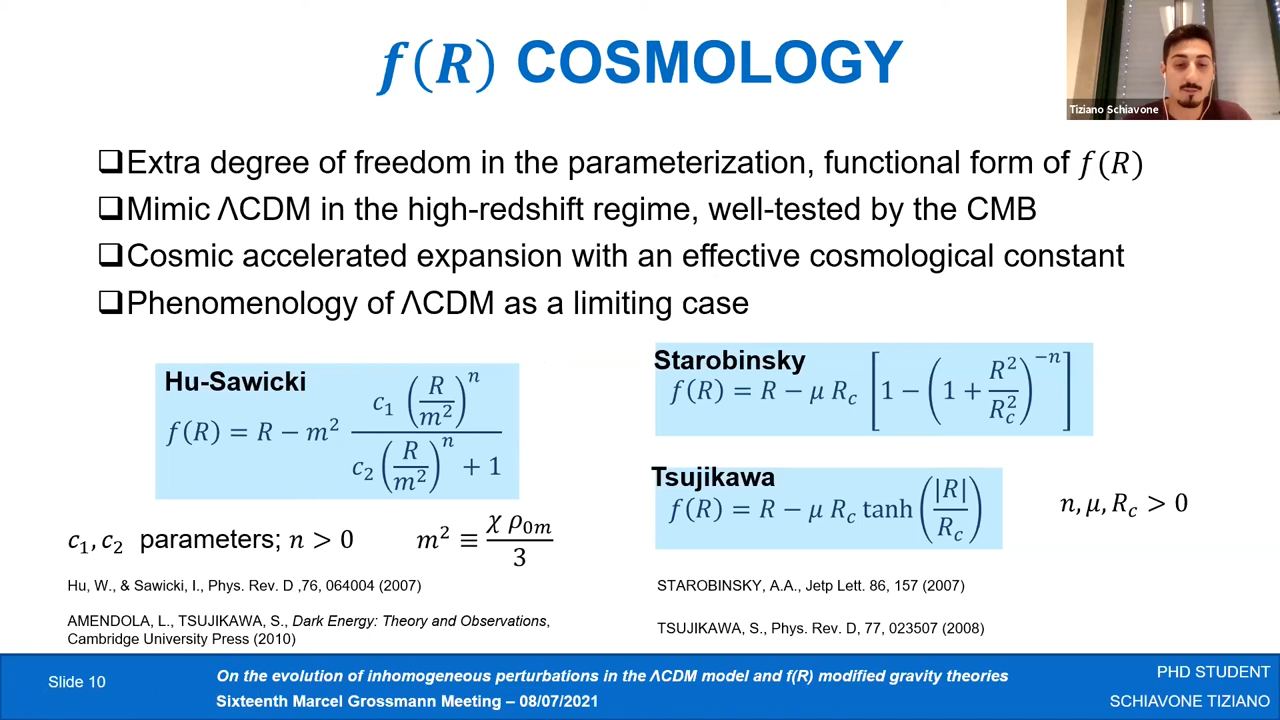 f(R) COSMOLOGY
Tiziano Schiavone
❑Extra degree of freedom in the parameterization, functional form of f(R)
❑Mimic ΛCDM in the high-redshift regime, well-tested by the CMB
❑Cosmic accelerated expansion with an effective cosmological constant
❑Phenomenology of ΛCDM as a limiting case
Hu-Sawicki
f(R) = R − m² (c₁ (R/m²)ⁿ) / (c₂ (R/m²)ⁿ + 1)
c₁, c₂ parameters; n > 0 m² ≡ χ ρ₀ₘ / 3
Hu, W., & Sawicki, I., Phys. Rev. D ,76, 064004 (2007)
AMENDOLA, L., TSUJIKAWA, S., Dark Energy: Theory and Observations,
Cambridge University Press (2010)
Starobinsky
f(R) = R − μ R_c [1 − (1 + R²/R_c²)⁻ⁿ]
Tsujikawa
f(R) = R − μ R_c tanh (|R|/R_c)
n, μ, R_c > 0
STAROBINSKY, A.A., Jetp Lett. 86, 157 (2007)
TSUJIKAWA, S., Phys. Rev. D, 77, 023507 (2008)
Slide 10
On the evolution of inhomogeneous perturbations in the ΛCDM model and f(R) modified gravity theories
Sixteenth Marcel Grossmann Meeting – 08/07/2021
PHD STUDENT
SCHIAVONE TIZIANO